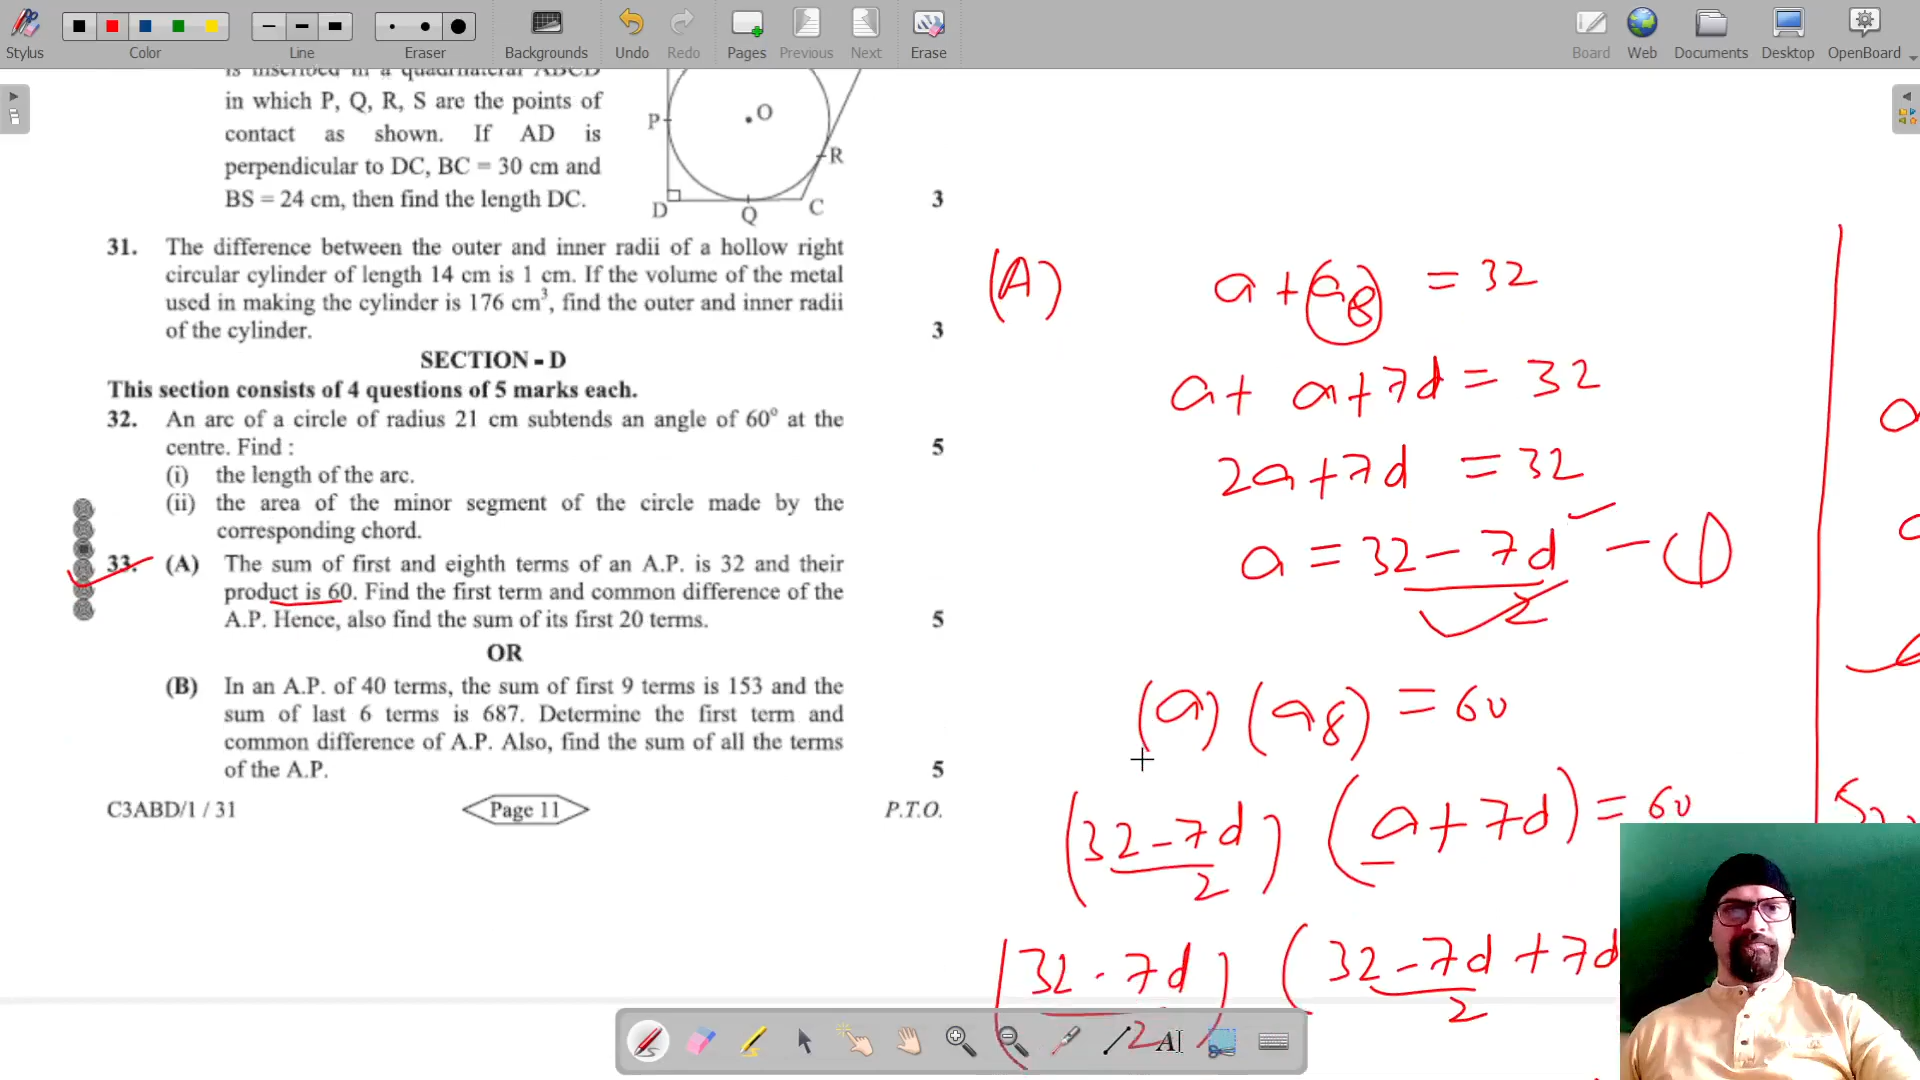 Stylus
Color
Line
Eraser
Backgrounds
Undo
Redo
Pages
Previous
Next
Erase
Board
Web
Documents
Desktop
OpenBoard
is inscribed in a quadrilateral ABCD
in which P, Q, R, S are the points of
contact as shown. If AD is
perpendicular to DC, BC = 30 cm and
BS = 24 cm, then find the length DC.
3
P
O
R
D
Q
C
31. The difference between the outer and inner radii of a hollow right
circular cylinder of length 14 cm is 1 cm. If the volume of the metal
used in making the cylinder is 176 cm³, find the outer and inner radii
of the cylinder. 3
SECTION - D
This section consists of 4 questions of 5 marks each.
32. An arc of a circle of radius 21 cm subtends an angle of 60° at the
centre. Find : 5
(i) the length of the arc.
(ii) the area of the minor segment of the circle made by the
corresponding chord.
33. (A) The sum of first and eighth terms of an A.P. is 32 and their
product is 60. Find the first term and common difference of the
A.P. Hence, also find the sum of its first 20 terms. 5
OR
(B) In an A.P. of 40 terms, the sum of first 9 terms is 153 and the
sum of last 6 terms is 687. Determine the first term and
common difference of A.P. Also, find the sum of all the terms
of the A.P. 5
C3ABD/1 / 31 Page 11 P.T.O.
(A) a + a8 = 32
a + a + 7d = 32
2a + 7d = 32
a = 32 - 7d - 1
2
(a) (a8) = 60
(32 - 7d) (a + 7d) = 60
2
(32 - 7d) (32 - 7d + 7d
2 2